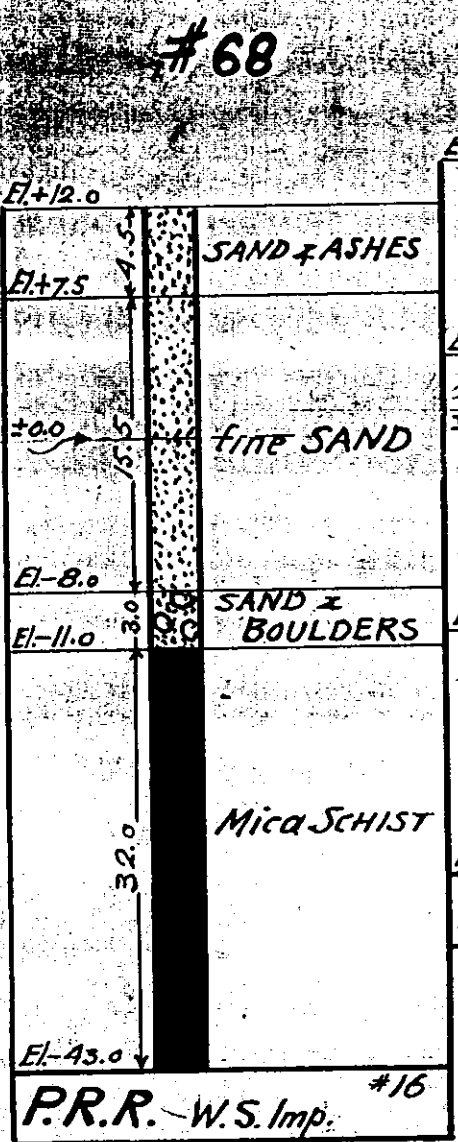 #68
El.+12.0
4.5
SAND & ASHES
El.+7.5
±0.0
15.5
fine SAND
El.-8.0
3.0
SAND &
BOULDERS
El.-11.0
32.0
Mica SCHIST
El.-43.0
P.R.R. - W.S. Imp.
#16